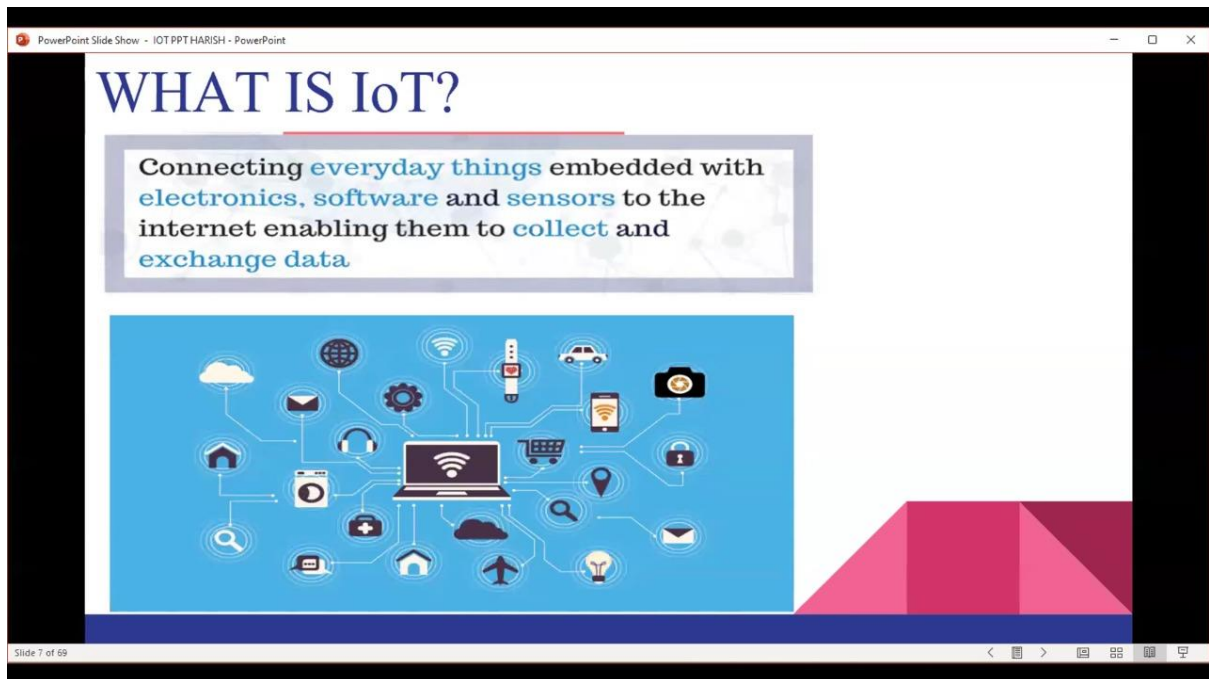 PowerPoint Slide Show - IOT PPT HARISH - PowerPoint
WHAT IS IoT?
Connecting everyday things embedded with
electronics, software and sensors to the
internet enabling them to collect and
exchange data
Slide 7 of 69